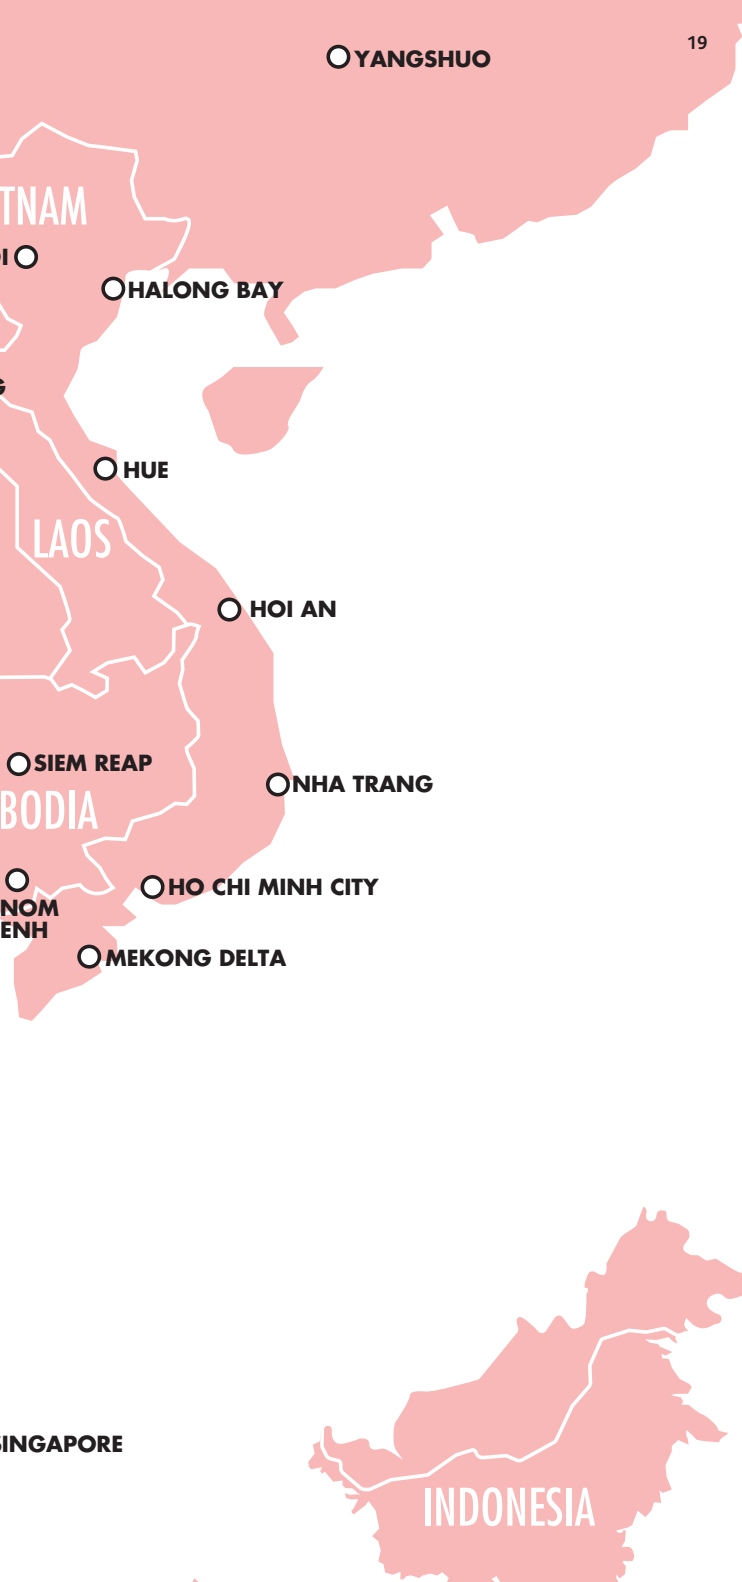 19
YANGSHUO
TNAM
I
HALONG BAY
G
HUE
LAOS
HOI AN
SIEM REAP
NHA TRANG
BODIA
HO CHI MINH CITY
NOM
ENH
MEKONG DELTA
SINGAPORE
INDONESIA